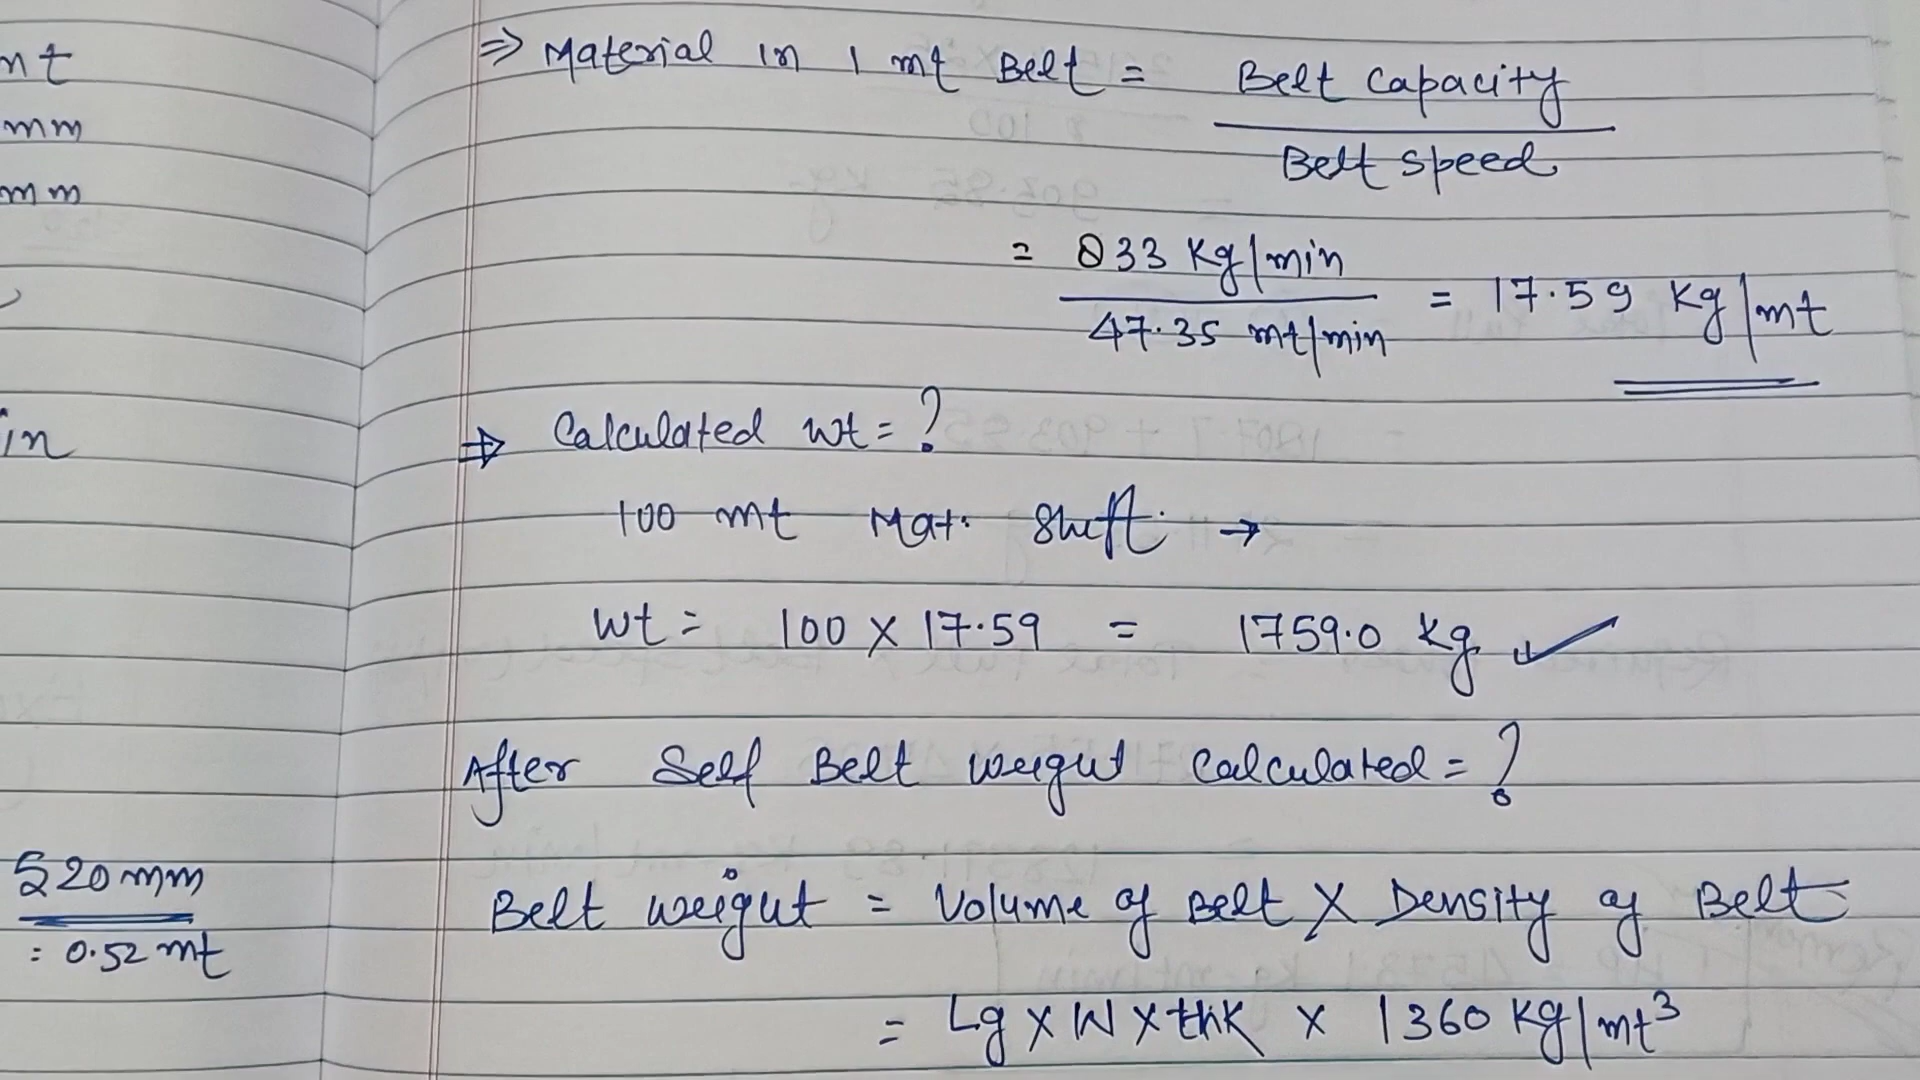 nt
mm
mm
in
520 mm
= 0.52 mt
⇒ Material in 1 mt Belt = Belt Capacity
Belt Speed
= 833 Kg/min
47.35 mt/min = 17.59 Kg/mt
⇒ Calculated wt = ?
100 mt Mat. Shift. →
Wt = 100 X 17.59 = 1759.0 kg ✓
After Self Belt weight Calculated = ?
Belt weight = Volume of Belt X Density of Belt
= Lg X W X thk X 1360 Kg/mt³